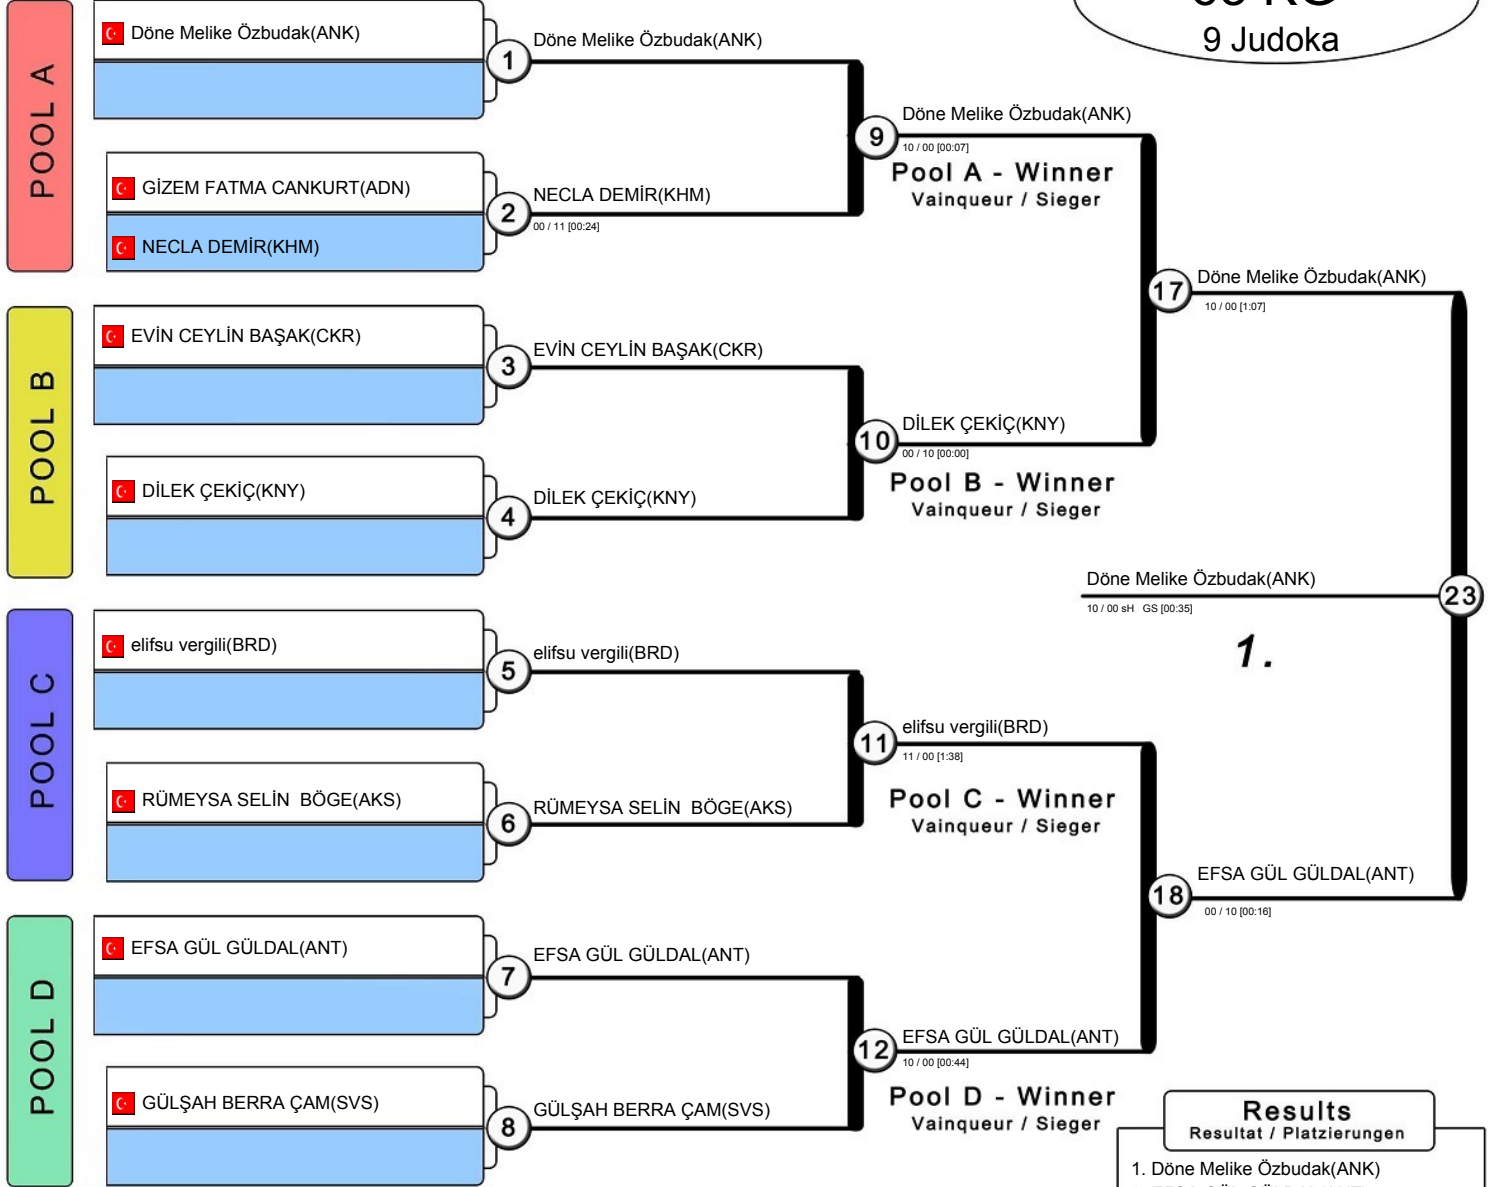 9 Judoka
POOL A
Döne Melike Özbudak(ANK)
1
Döne Melike Özbudak(ANK)
GİZEM FATMA CANKURT(ADN)
NECLA DEMİR(KHM)
2
NECLA DEMİR(KHM)
00 / 11 [00:24]
9
Döne Melike Özbudak(ANK)
10 / 00 [00:07]
Pool A - Winner
Vainqueur / Sieger
POOL B
EVİN CEYLİN BAŞAK(CKR)
3
EVİN CEYLİN BAŞAK(CKR)
DİLEK ÇEKİÇ(KNY)
4
DİLEK ÇEKİÇ(KNY)
10
DİLEK ÇEKİÇ(KNY)
00 / 10 [00:00]
Pool B - Winner
Vainqueur / Sieger
17
Döne Melike Özbudak(ANK)
10 / 00 [1:07]
POOL C
elifsu vergili(BRD)
5
elifsu vergili(BRD)
RÜMEYSA SELİN  BÖGE(AKS)
6
RÜMEYSA SELİN  BÖGE(AKS)
11
elifsu vergili(BRD)
11 / 00 [1:38]
Pool C - Winner
Vainqueur / Sieger
POOL D
EFSA GÜL GÜLDAL(ANT)
7
EFSA GÜL GÜLDAL(ANT)
GÜLŞAH BERRA ÇAM(SVS)
8
GÜLŞAH BERRA ÇAM(SVS)
12
EFSA GÜL GÜLDAL(ANT)
10 / 00 [00:44]
Pool D - Winner
Vainqueur / Sieger
18
EFSA GÜL GÜLDAL(ANT)
00 / 10 [00:16]
23
Döne Melike Özbudak(ANK)
10 / 00 sH GS [00:35]
1.
Results
Resultat / Platzierungen
1. Döne Melike Özbudak(ANK)